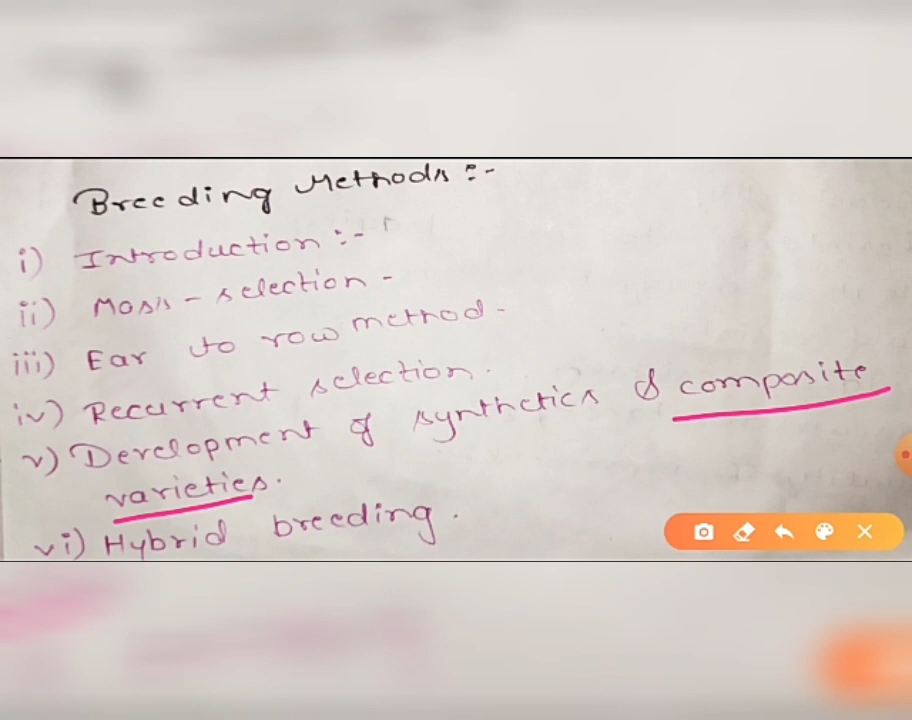 Breeding Methods :-
i) Introduction :-
ii) Mass - selection -
iii) Ear to row method -
iv) Recurrent selection.
v) Development of synthetics & composite
varieties.
vi) Hybrid breeding.